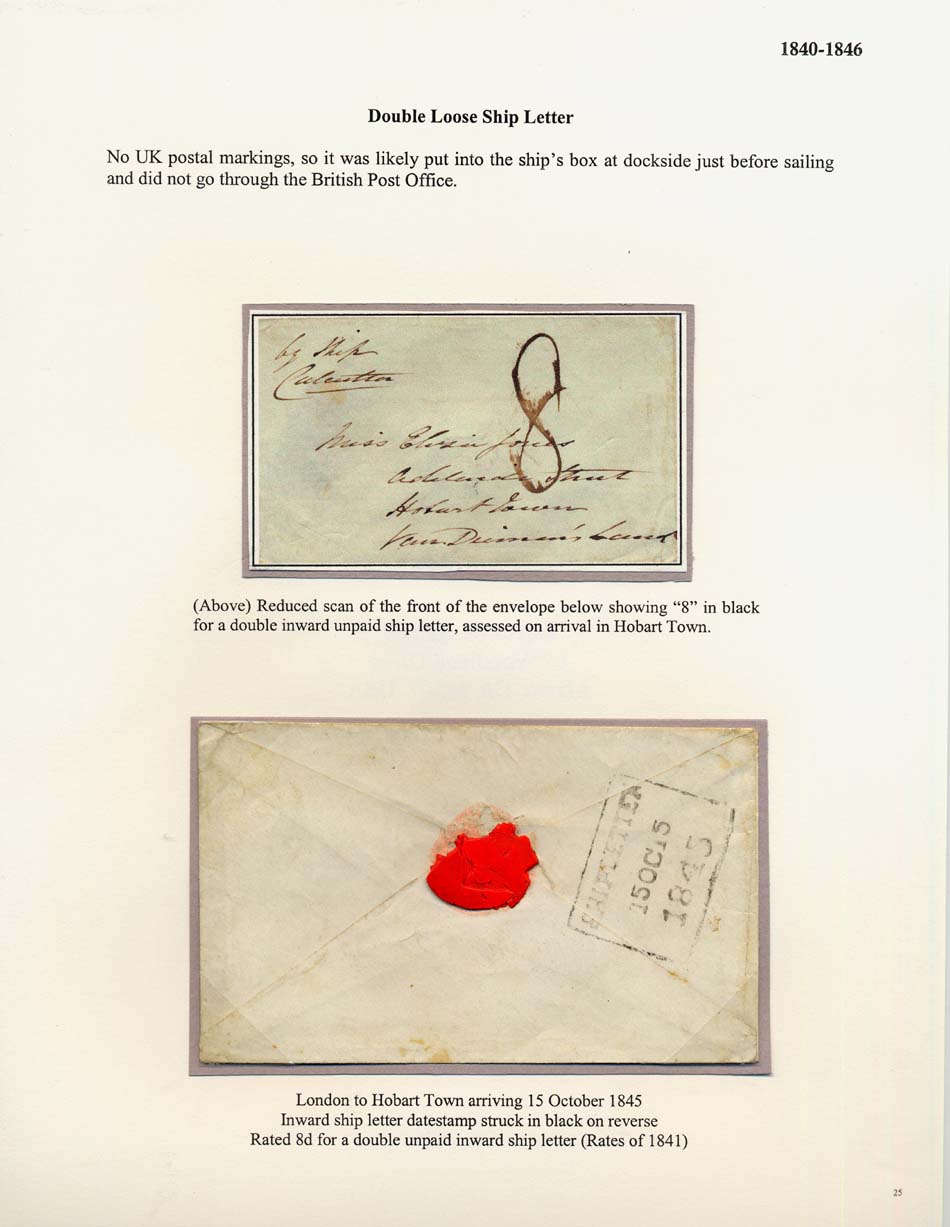 1840-1846
Double Loose Ship Letter
No UK postal markings, so it was likely put into the ship's box at dockside just before sailing
and did not go through the British Post Office.
by Ship
Calcutta
8
Miss Eliza Jones
Adelaide Street
Hobart Town
Van Diemen's Land
(Above) Reduced scan of the front of the envelope below showing “8” in black
for a double inward unpaid ship letter, assessed on arrival in Hobart Town.
SHIP LETTER
15OC15
1845
London to Hobart Town arriving 15 October 1845
Inward ship letter datestamp struck in black on reverse
Rated 8d for a double unpaid inward ship letter (Rates of 1841)
25